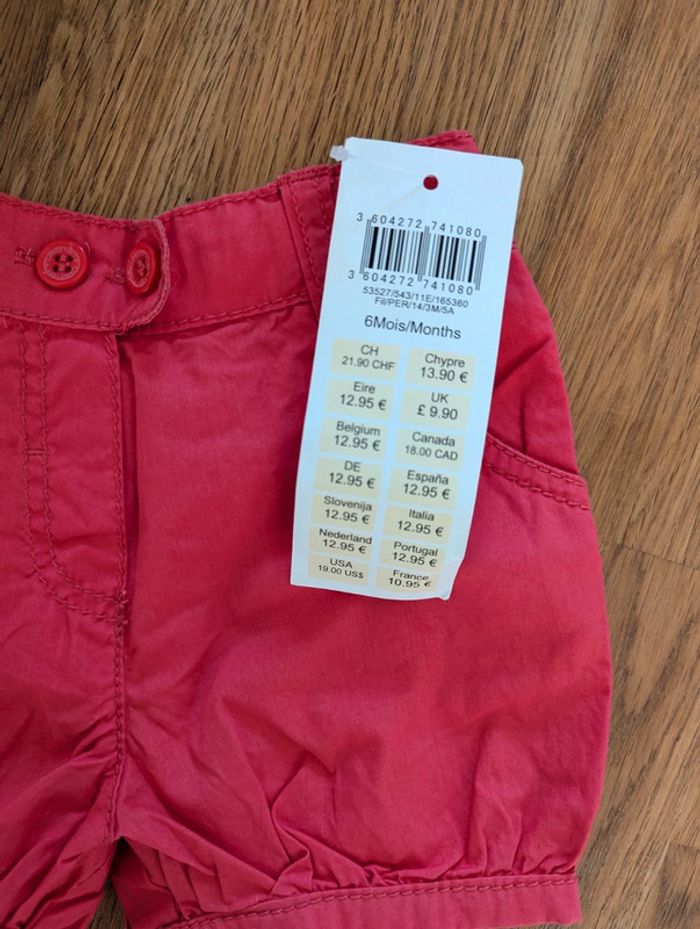 3 604272 741080
3 604272 741080
53527/543/11E/165360
Fil/PER/14/3M/5A
6Mois/Months
CH
21.90 CHF
Chypre
13.90 €
Eire
12.95 €
UK
£ 9.90
Belgium
12.95 €
Canada
18.00 CAD
DE
12.95 €
España
12.95 €
Slovenija
12.95 €
Italia
12.95 €
Nederland
12.95 €
Portugal
12.95 €
USA
19.00 US$
France
10.95 €